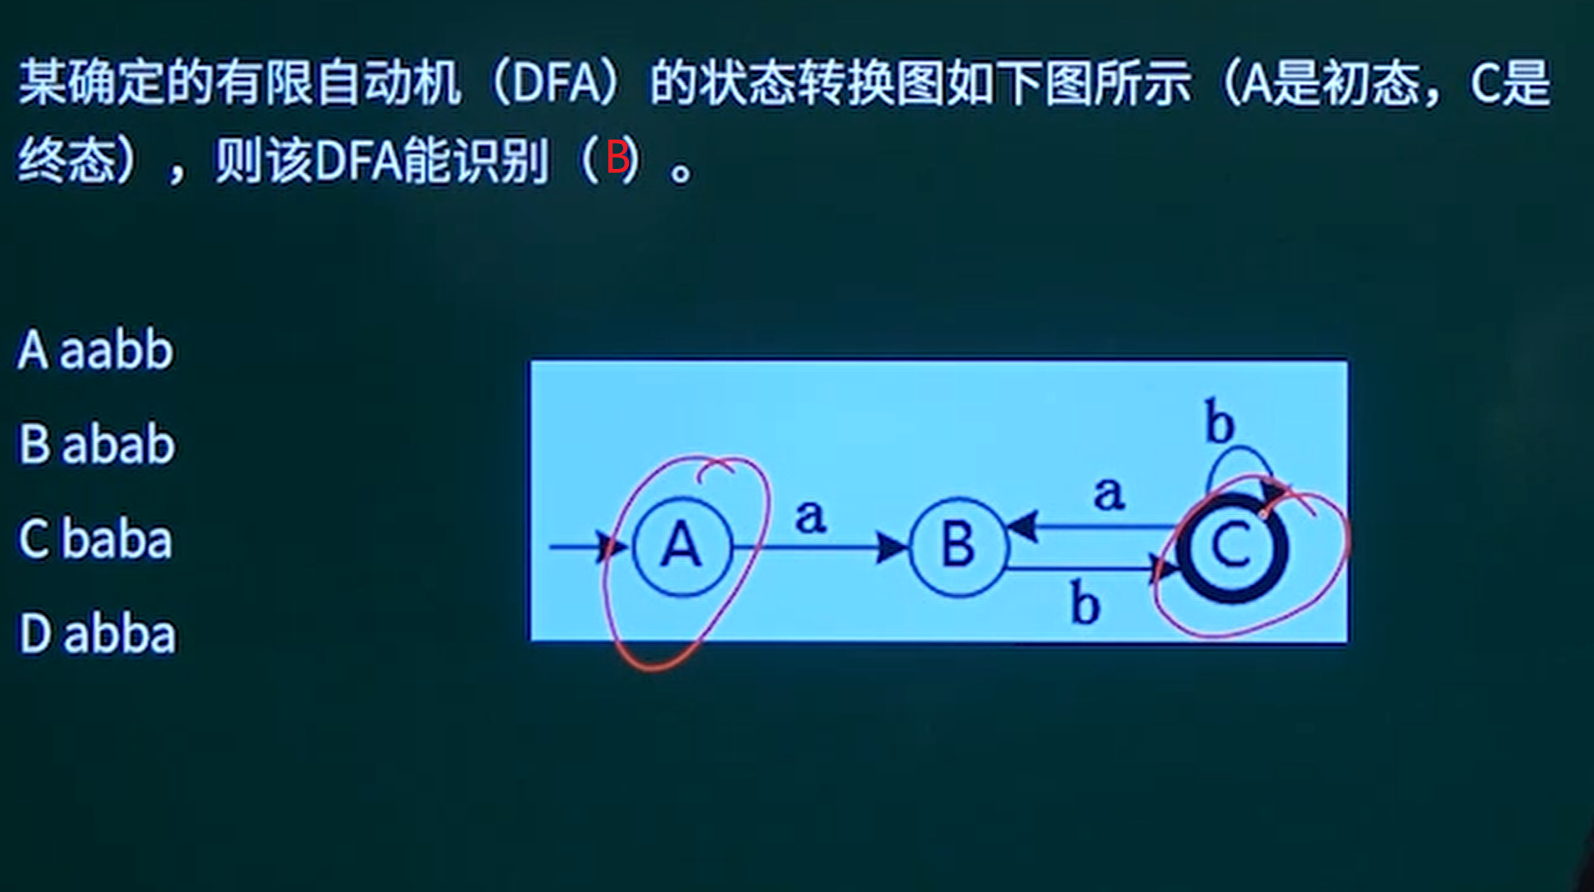 某确定的有限自动机（DFA）的状态转换图如下图所示（A是初态，C是
终态），则该DFA能识别（B）。
A aabb
B abab
C baba
D abba
b
a
a
A
B
C
b